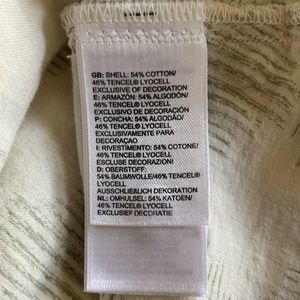 GB: SHELL: 54% COTTON/
46% TENCEL® LYOCELL
EXCLUSIVE OF DECORATION
E: ARMAZÓN: 54% ALGODÓN/
46% TENCEL® LYOCELL
EXCLUSIVO DE DECORACIÓN
P: CONCHA: 54% ALGODÃO/
46% TENCEL® LYOCELL
EXCLUSIVAMENTE PARA
DECORAÇAO
I: RIVESTIMENTO: 54% COTONE/
46% TENCEL® LYOCELL
ESCLUSE DECORAZIONI
D: OBERSTOFF:
54% BAUMWOLLE/46% TENCEL®
LYOCELL
AUSSCHLIEẞLICH DEKORATION
NL: OMHULSEL: 54% KATOEN/
46% TENCEL® LYOCELL
EXCLUSIEF DECORATIE